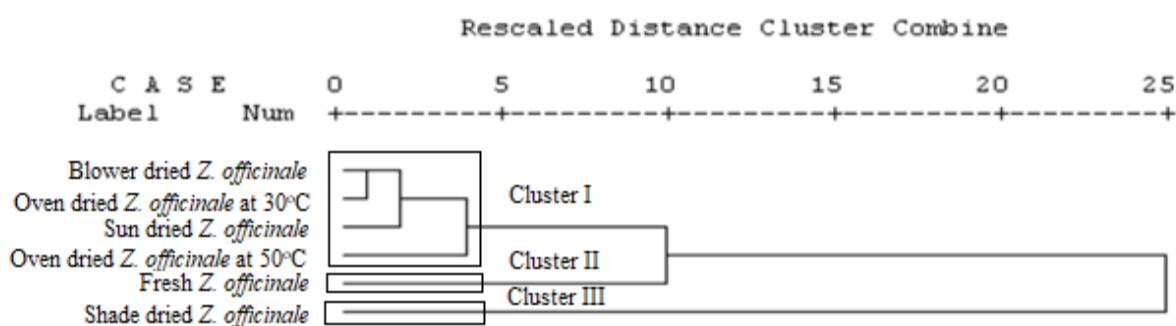 Rescaled Distance Cluster Combine
C A S E 0 5 10 15 20 25
Label Num +---------+---------+---------+---------+---------+
Blower dried Z. officinale
Oven dried Z. officinale at 30°C
Cluster I
Sun dried Z. officinale
Oven dried Z. officinale at 50°C
Cluster II
Fresh Z. officinale
Cluster III
Shade dried Z. officinale